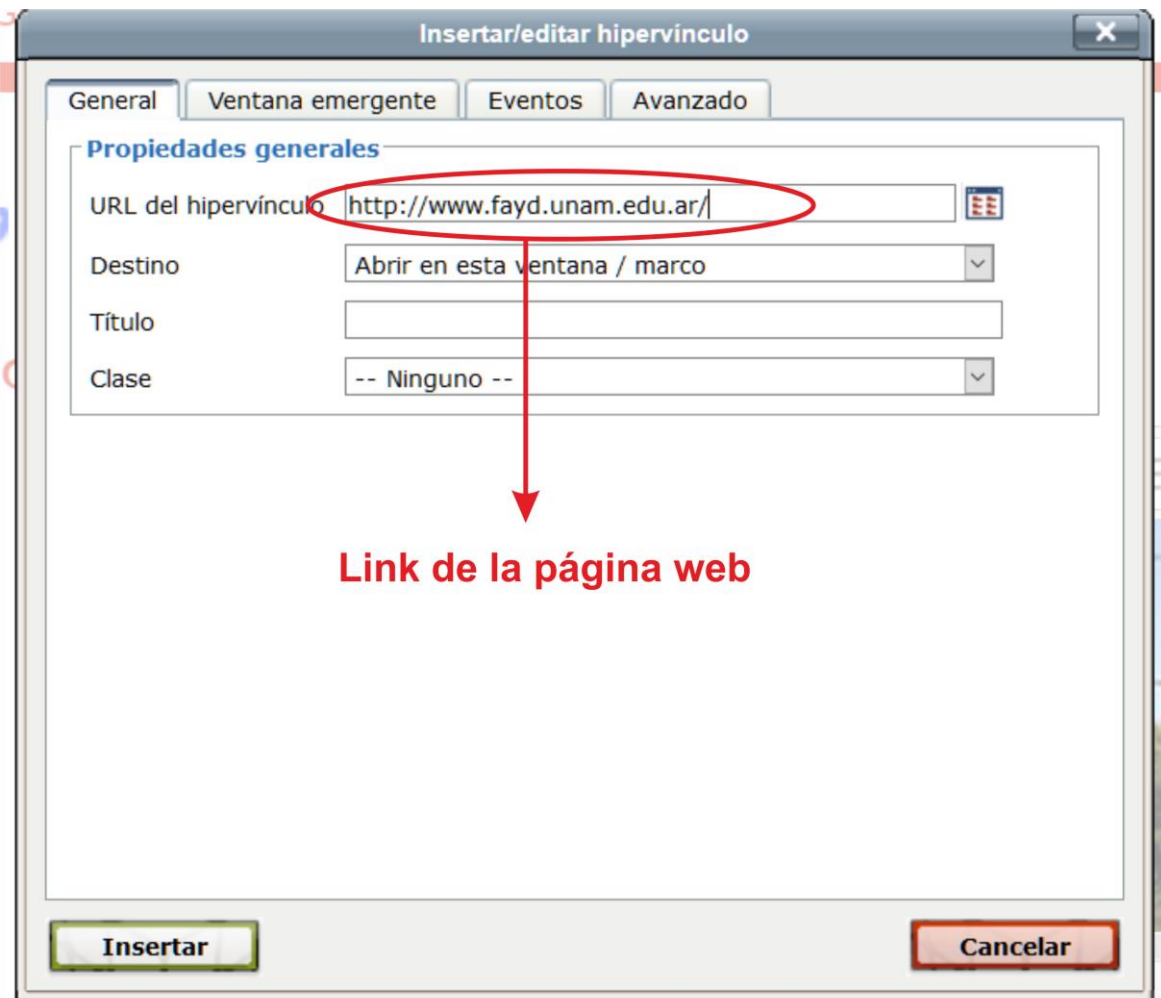 Insertar/editar hipervínculo
General Ventana emergente Eventos Avanzado
Propiedades generales
URL del hipervínculo http://www.fayd.unam.edu.ar/
Destino Abrir en esta ventana / marco
Título
Clase -- Ninguno --
Link de la página web
Insertar Cancelar